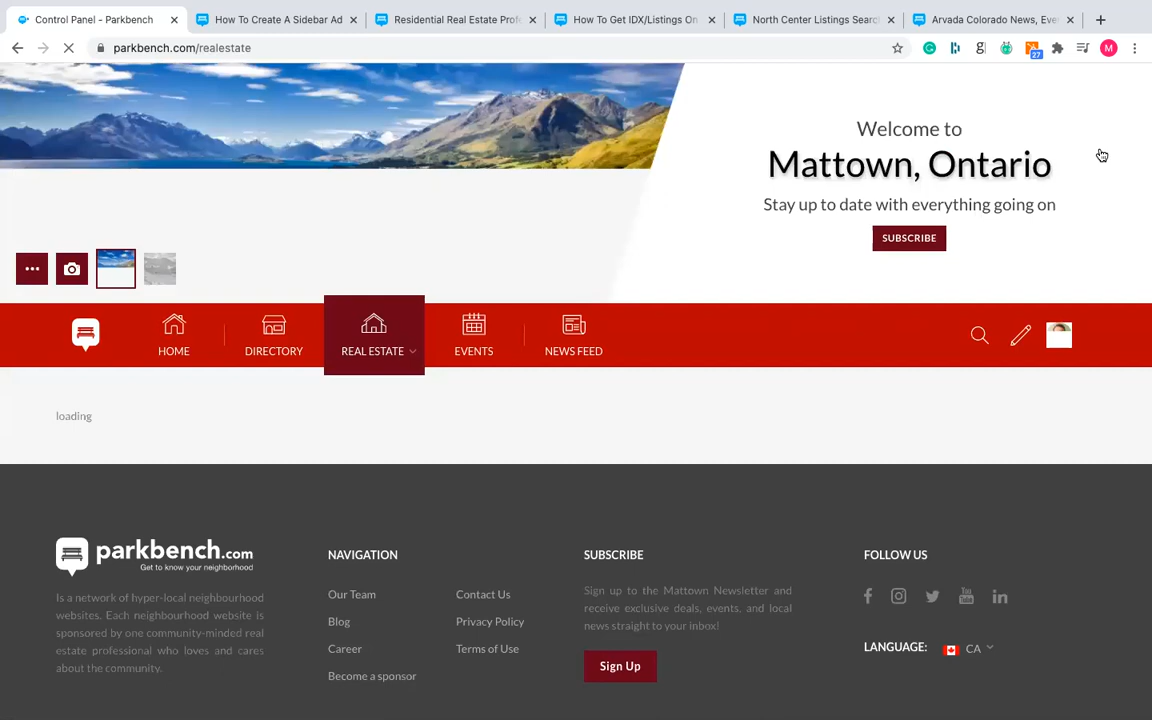 Control Panel - Parkbench
How To Create A Sidebar Ad
Residential Real Estate Prof
How To Get IDX/Listings On
North Center Listings Searc
Arvada Colorado News, Eve
parkbench.com/realestate
27
M
Welcome to
Mattown, Ontario
Stay up to date with everything going on
SUBSCRIBE
HOME
DIRECTORY
REAL ESTATE
EVENTS
NEWS FEED
loading
parkbench.com
Get to know your neighborhood
Is a network of hyper-local neighbourhood
websites. Each neighbourhood website is
sponsored by one community-minded real
estate professional who loves and cares
about the community.
NAVIGATION
Our Team
Blog
Career
Become a sponsor
Contact Us
Privacy Policy
Terms of Use
SUBSCRIBE
Sign up to the Mattown Newsletter and
receive exclusive deals, events, and local
news straight to your inbox!
Sign Up
FOLLOW US
LANGUAGE: CA